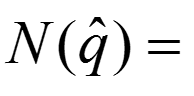 N(q̂) =